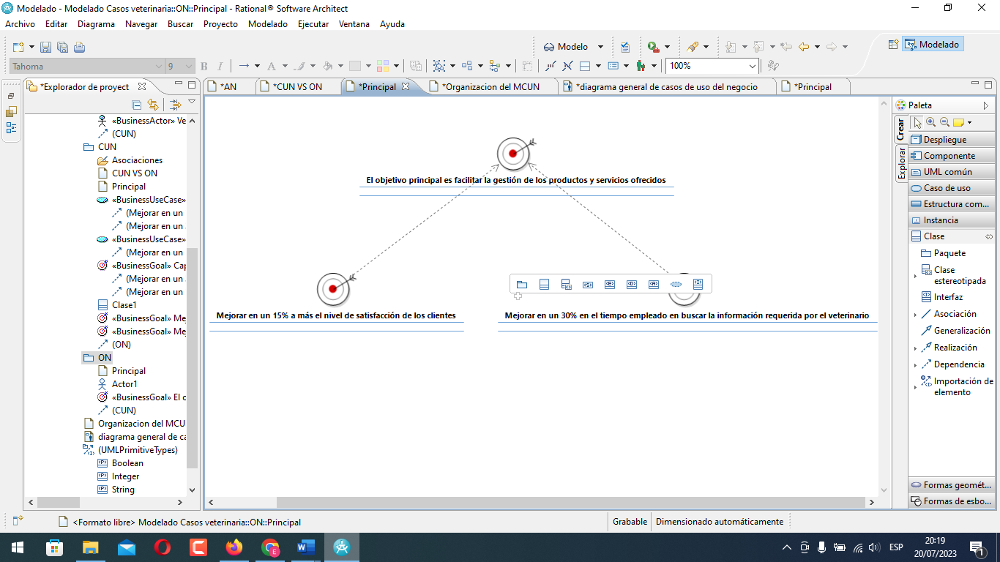 Modelado - Modelado Casos veterinaria::ON::Principal - Rational® Software Architect
Archivo Editar Diagrama Navegar Buscar Proyecto Modelado Ejecutar Ventana Ayuda
Modelo
Modelado
Tahoma 9 B I A 100%
*Explorador de proyect
*AN *CUN VS ON *Principal *Organizacion del MCUN *diagrama general de casos de uso del negocio *Principal
«BusinessActor» Ve
(CUN)
CUN
Asociaciones
CUN VS ON
Principal
«BusinessUseCase»
(Mejorar en un
(Mejorar en un
«BusinessUseCase»
(Mejorar en un
«BusinessGoal» Cap
(Mejorar en un
(Mejorar en un
Clase1
«BusinessGoal» Me
«BusinessGoal» Me
(ON)
ON
Principal
Actor1
«BusinessGoal» El o
(CUN)
Organizacion del MCU
diagrama general de ca
(UMLPrimitiveTypes)
Boolean
Integer
String
El objetivo principal es facilitar la gestión de los productos y servicios ofrecidos
Mejorar en un 15% a más el nivel de satisfacción de los clientes
Mejorar en un 30% en el tiempo empleado en buscar la información requerida por el veterinario
Paleta
Crear
Explorar
Despliegue
Componente
UML común
Caso de uso
Estructura com...
Instancia
Clase
Paquete
Clase
estereotipada
Interfaz
Asociación
Generalización
Realización
Dependencia
Importación de
elemento
Formas geomét...
Formas de esbo...
<Formato libre> Modelado Casos veterinaria::ON::Principal
Grabable
Dimensionado automáticamente
ESP
20:19
20/07/2023
1